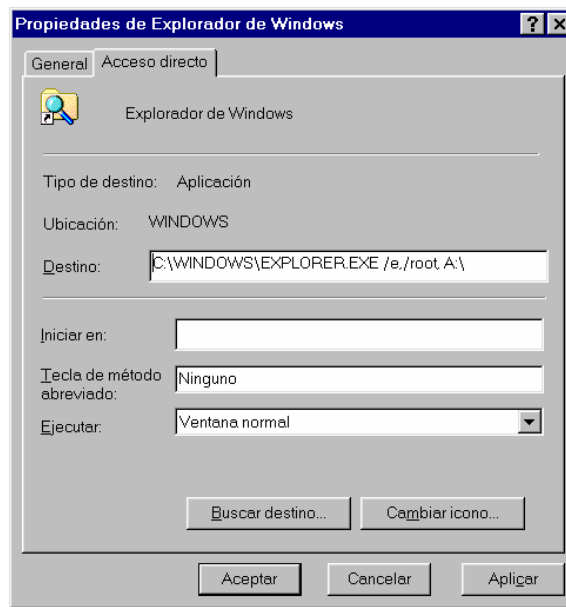 Propiedades de Explorador de Windows
General Acceso directo
Explorador de Windows
Tipo de destino: Aplicación
Ubicación: WINDOWS
Destino: C:\WINDOWS\EXPLORER.EXE /e,/root, A:\
Iniciar en:
Tecla de método abreviado: Ninguno
Ejecutar: Ventana normal
Buscar destino... Cambiar icono...
Aceptar Cancelar Aplicar